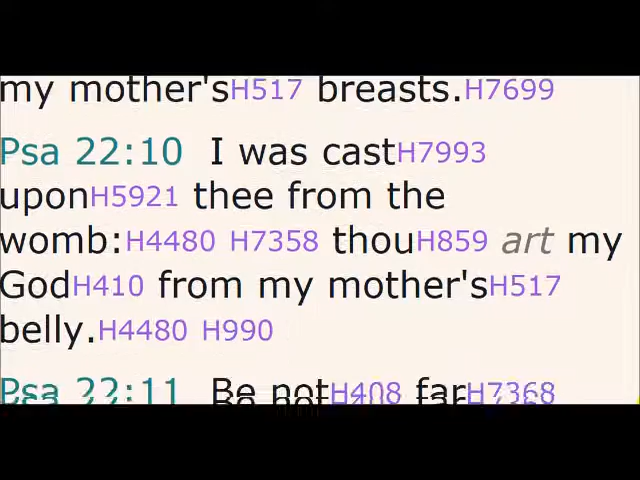 my mother'sH517 breasts.H7699
Psa 22:10 I was castH7993
uponH5921 thee from the
womb:H4480 H7358 thouH859 art my
GodH410 from my mother'sH517
belly.H4480 H990
Psa 22:11 Be notH408 farH7368